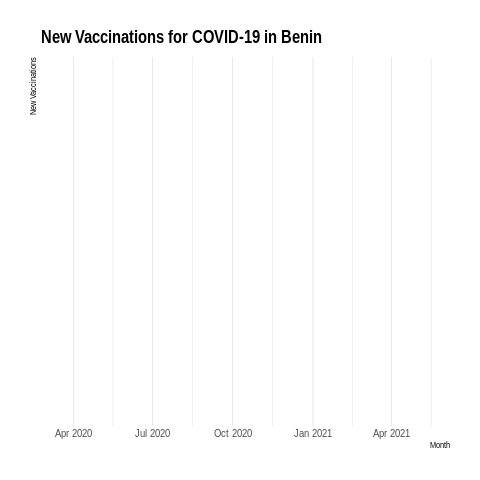 New Vaccinations for COVID-19 in Benin
New Vaccinations
Apr 2020 Jul 2020 Oct 2020 Jan 2021 Apr 2021
Month